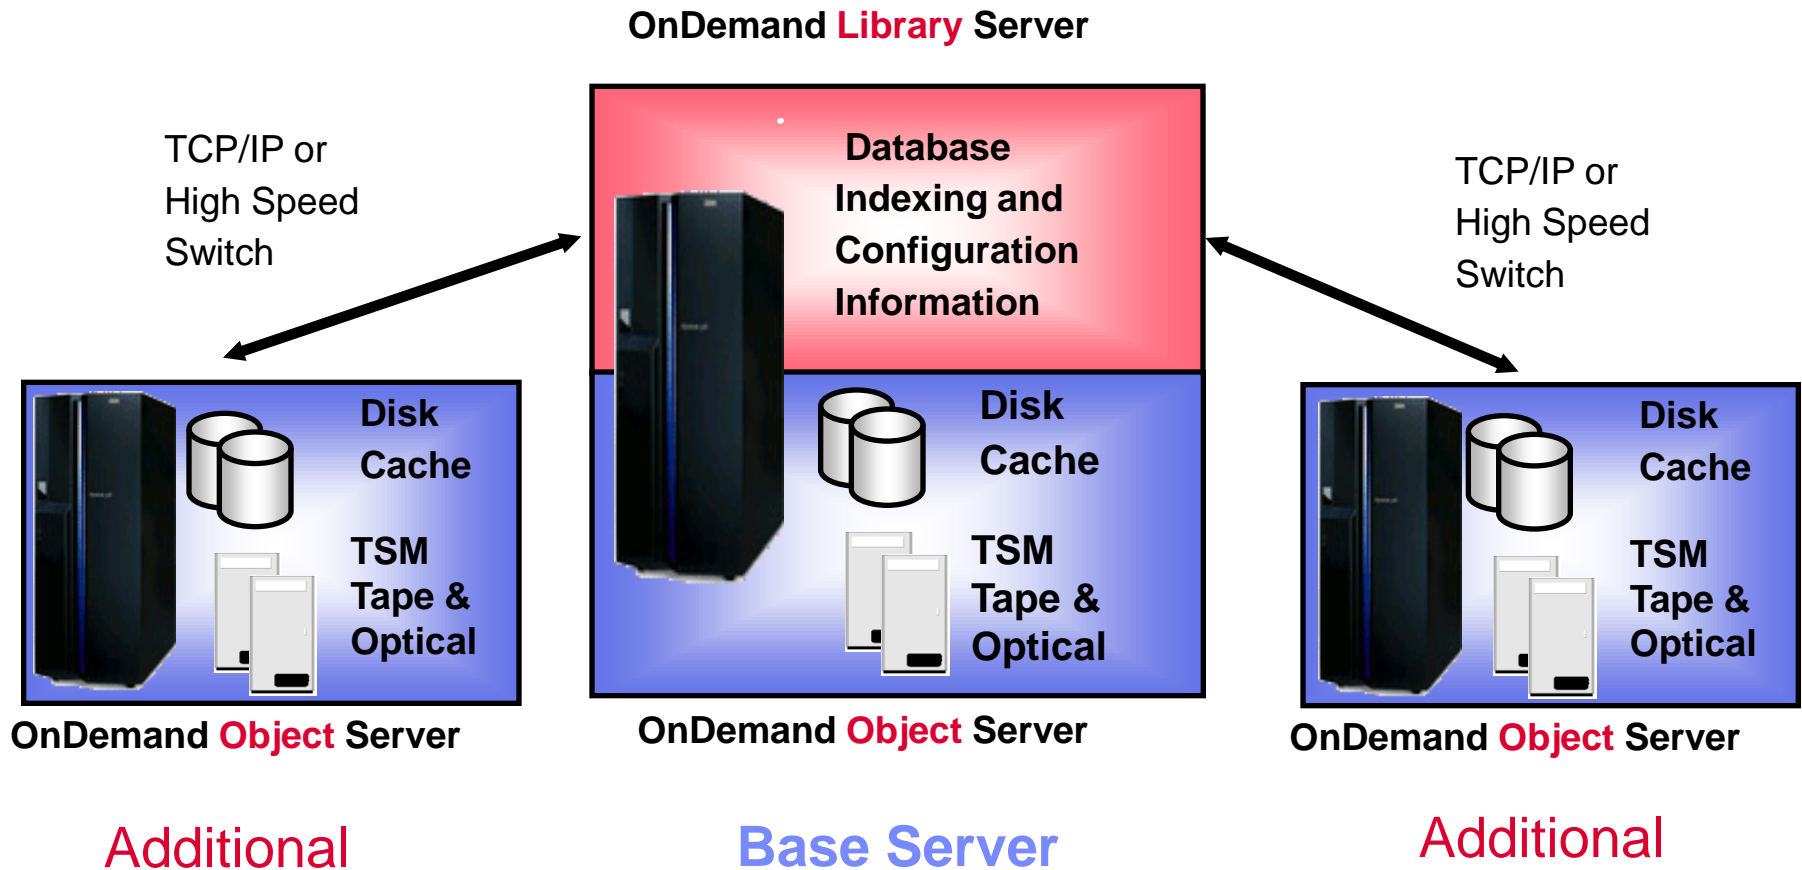 OnDemand Library Server
TCP/IP or
High Speed
Switch
Database
Indexing and
Configuration
Information
TCP/IP or
High Speed
Switch
Disk
Cache
TSM
Tape &
Optical
OnDemand Object Server
Disk
Cache
TSM
Tape &
Optical
OnDemand Object Server
Disk
Cache
TSM
Tape &
Optical
OnDemand Object Server
Additional
Base Server
Additional